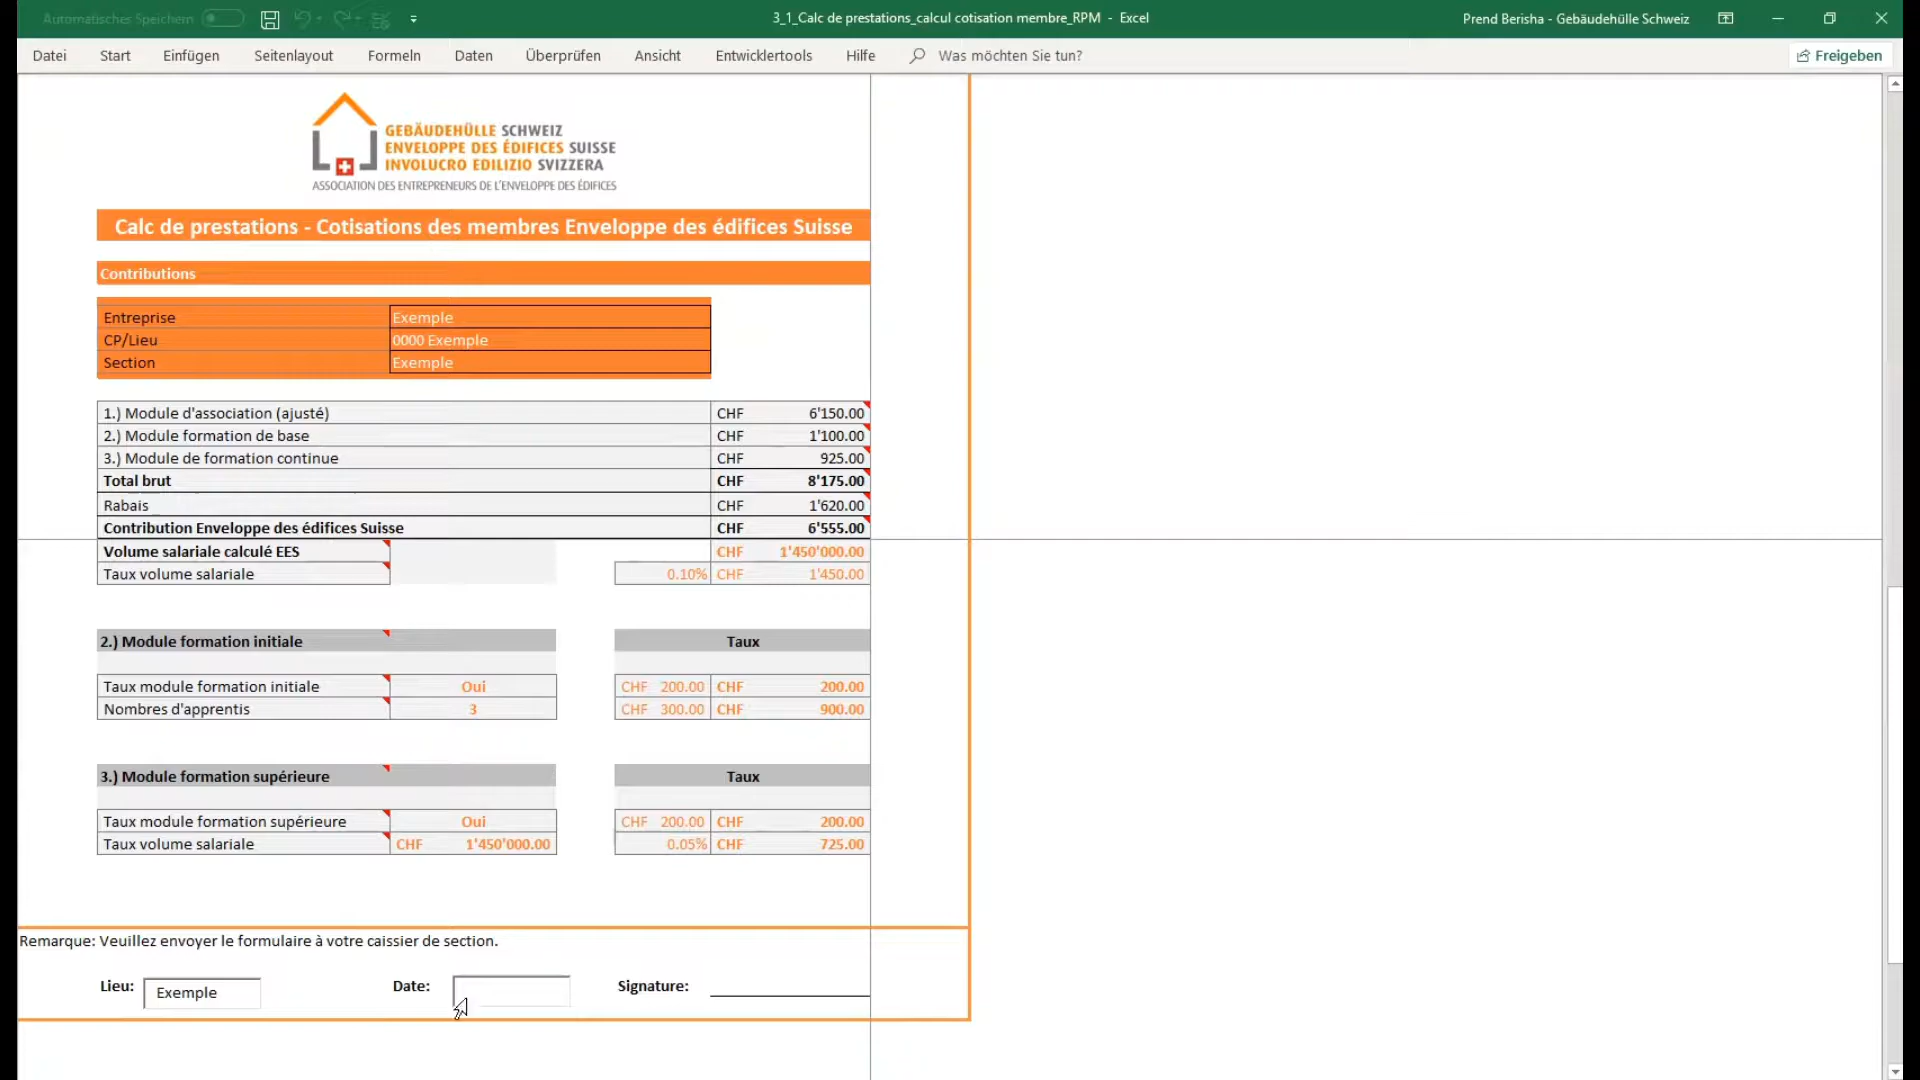 Automatisches Speichern
3_1_Calc de prestations_calcul cotisation membre_RPM - Excel
Prend Berisha - Gebäudehülle Schweiz
Datei Start Einfügen Seitenlayout Formeln Daten Überprüfen Ansicht Entwicklertools Hilfe Was möchten Sie tun? Freigeben
GEBÄUDEHÜLLE SCHWEIZ
ENVELOPPE DES ÉDIFICES SUISSE
INVOLUCRO EDILIZIO SVIZZERA
ASSOCIATION DES ENTREPRENEURS DE L'ENVELOPPE DES ÉDIFICES
Calc de prestations - Cotisations des membres Enveloppe des édifices Suisse
Contributions
Entreprise Exemple
CP/Lieu 0000 Exemple
Section Exemple
1.) Module d'association (ajusté) CHF 6'150.00
2.) Module formation de base CHF 1'100.00
3.) Module de formation continue CHF 925.00
Total brut CHF 8'175.00
Rabais CHF 1'620.00
Contribution Enveloppe des édifices Suisse CHF 6'555.00
Volume salariale calculé EES CHF 1'450'000.00
Taux volume salariale 0.10% CHF 1'450.00
2.) Module formation initiale Taux
Taux module formation initiale Oui CHF 200.00 CHF 200.00
Nombres d'apprentis 3 CHF 300.00 CHF 900.00
3.) Module formation supérieure Taux
Taux module formation supérieure Oui CHF 200.00 CHF 200.00
Taux volume salariale CHF 1'450'000.00 0.05% CHF 725.00
Remarque: Veuillez envoyer le formulaire à votre caissier de section.
Lieu: Exemple Date: Signature: